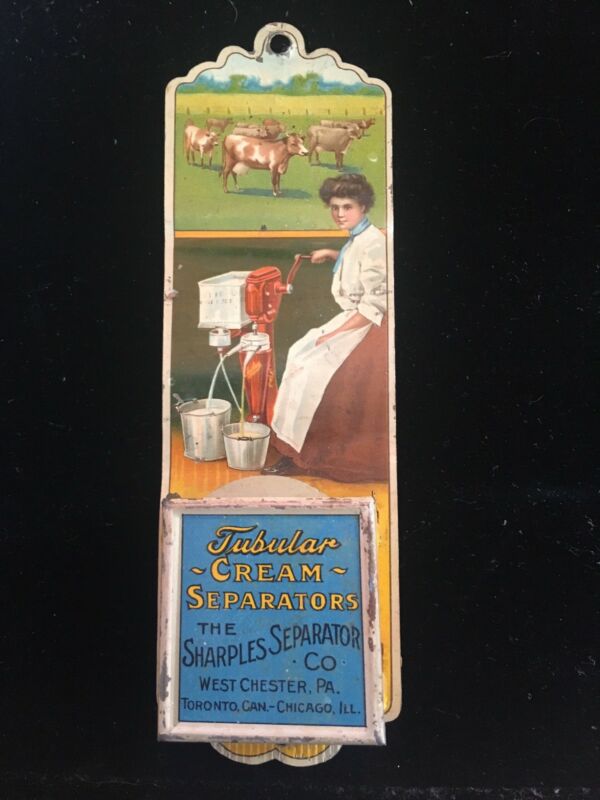 Tubular
~ CREAM ~
SEPARATORS
THE
SHARPLES SEPARATOR
CO
WEST CHESTER, PA.
TORONTO, CAN.-CHICAGO, ILL.